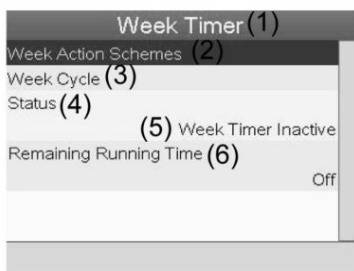 Week Timer (1)
Week Action Schemes (2)
Week Cycle (3)
Status (4)
(5) Week Timer Inactive
Remaining Running Time (6)
Off